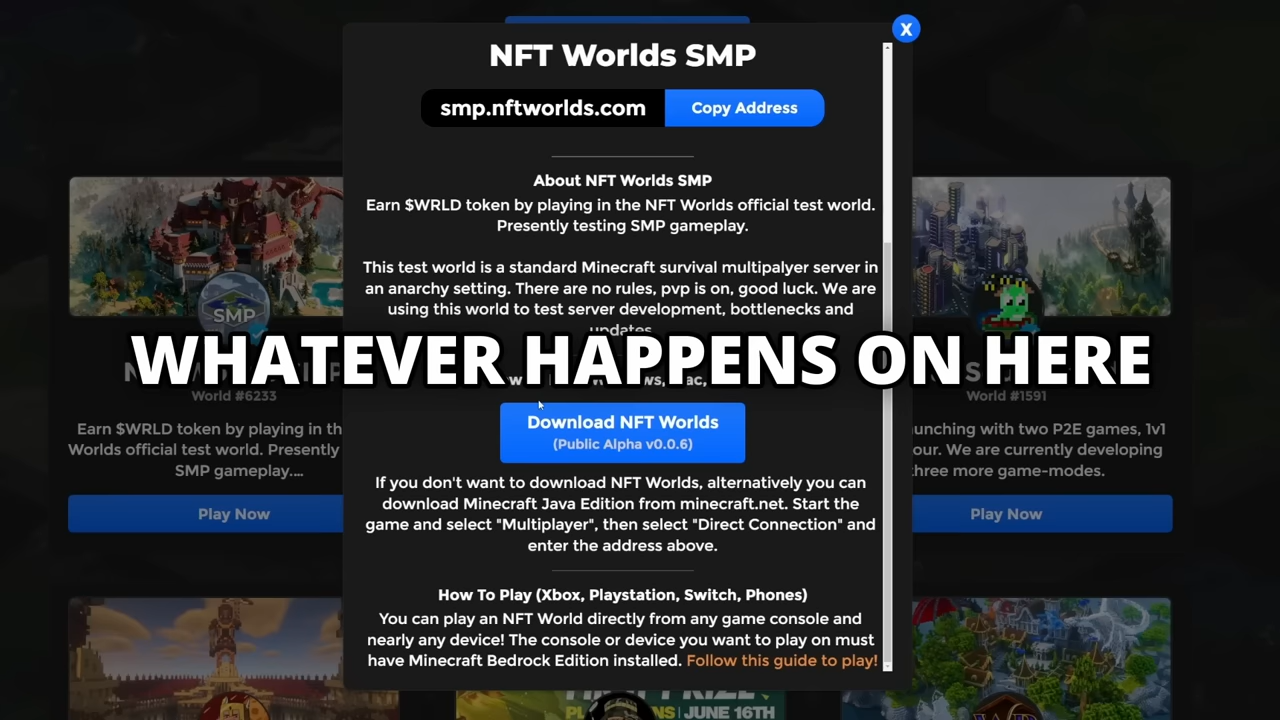 X
NFT Worlds SMP
smp.nftworlds.com
Copy Address
About NFT Worlds SMP
Earn $WRLD token by playing in the NFT Worlds official test world.
Presently testing SMP gameplay.
This test world is a standard Minecraft survival multipalyer server in
an anarchy setting. There are no rules, pvp is on, good luck. We are
using this world to test server development, bottlenecks and
updates.
WHATEVER HAPPENS ON HERE
Download NFT Worlds
(Public Alpha v0.0.6)
If you don't want to download NFT Worlds, alternatively you can
download Minecraft Java Edition from minecraft.net. Start the
game and select "Multiplayer", then select "Direct Connection" and
enter the address above.
How To Play (Xbox, Playstation, Switch, Phones)
You can play an NFT World directly from any game console and
nearly any device! The console or device you want to play on must
have Minecraft Bedrock Edition installed. Follow this guide to play!
SMP
World #6233
Earn $WRLD token by playing in th
Worlds official test world. Presently
SMP gameplay....
Play Now
World #1591
unching with two P2E games, 1v1
our. We are currently developing
three more game-modes.
Play Now
JUNE 16TH